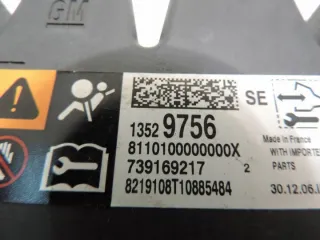 GM
SE
1352 9756
8110100000000X
739169217 2
8219108T10885484
Made in France
WITH IMPORTED
PARTS
30.12.06